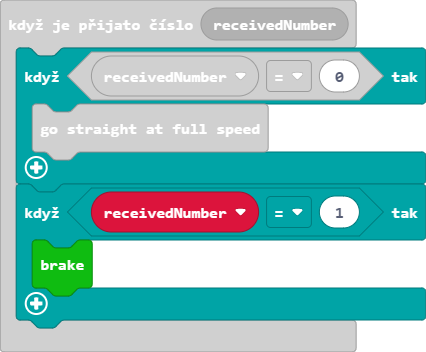 když je přijato číslo receivedNumber
když receivedNumber = 0 tak
go straight at full speed
když receivedNumber = 1 tak
brake